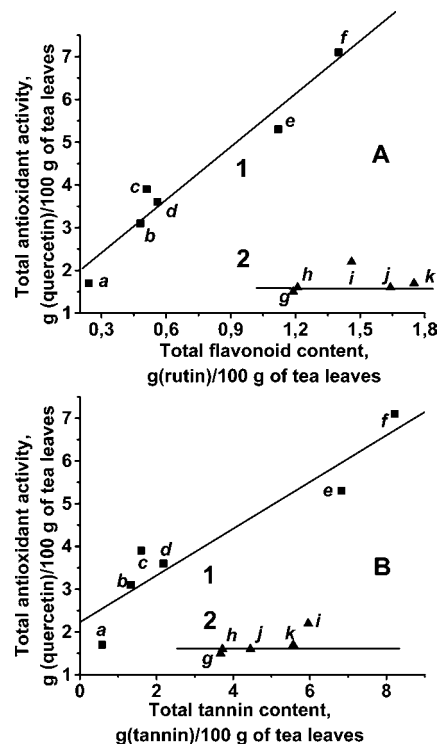 Total antioxidant activity,
g (quercetin)/100 g of tea leaves
7
6
5
4
3
2
1
f
e
c
d
b
a
1
A
2
h
i
j
k
g
0,3
0,6
0,9
1,2
1,5
1,8
Total flavonoid content,
g(rutin)/100 g of tea leaves
Total antioxidant activity,
g (quercetin)/100 g of tea leaves
7
6
5
4
3
2
1
f
e
c
d
b
a
1
B
2
h
j
k
i
g
0
2
4
6
8
Total tannin content,
g(tannin)/100 g of tea leaves